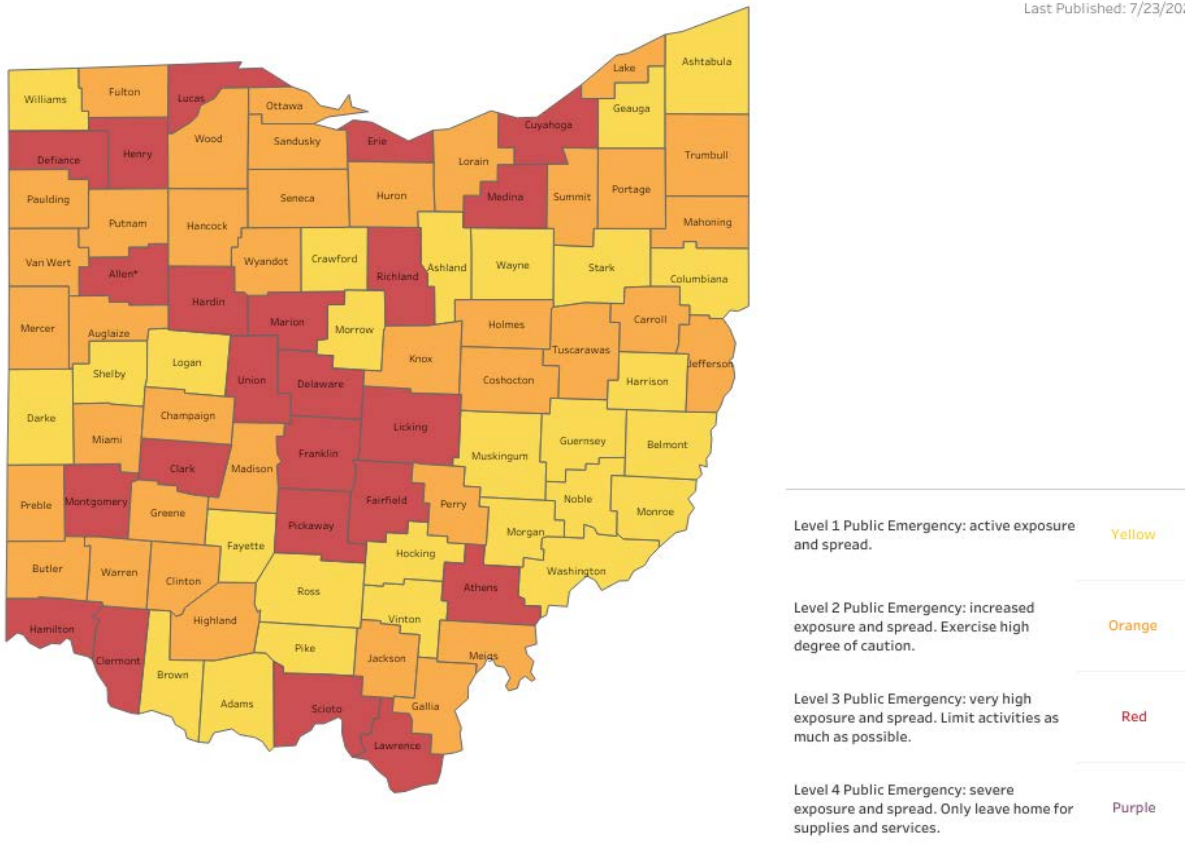 Last Published: 7/23/202
Ashtabula
Lake
Williams
Fulton
Lucas
Ottawa
Geauga
Cuyahoga
Wood
Sandusky
Erie
Defiance
Henry
Lorain
Trumbull
Paulding
Seneca
Huron
Medina
Summit
Portage
Putnam
Hancock
Mahoning
Van Wert
Allen*
Wyandot
Crawford
Richland
Ashland
Wayne
Stark
Columbiana
Hardin
Mercer
Auglaize
Marion
Morrow
Holmes
Carroll
Shelby
Logan
Knox
Tuscarawas
Jefferson
Union
Delaware
Coshocton
Harrison
Darke
Champaign
Miami
Licking
Guernsey
Belmont
Clark
Madison
Franklin
Muskingum
Preble
Montgomery
Greene
Fairfield
Perry
Noble
Monroe
Pickaway
Fayette
Hocking
Morgan
Butler
Warren
Clinton
Ross
Athens
Washington
Hamilton
Highland
Vinton
Clermont
Pike
Jackson
Meigs
Brown
Adams
Scioto
Gallia
Lawrence
Level 1 Public Emergency: active exposure
and spread.
Yellow
Level 2 Public Emergency: increased
exposure and spread. Exercise high
degree of caution.
Orange
Level 3 Public Emergency: very high
exposure and spread. Limit activities as
much as possible.
Red
Level 4 Public Emergency: severe
exposure and spread. Only leave home for
supplies and services.
Purple